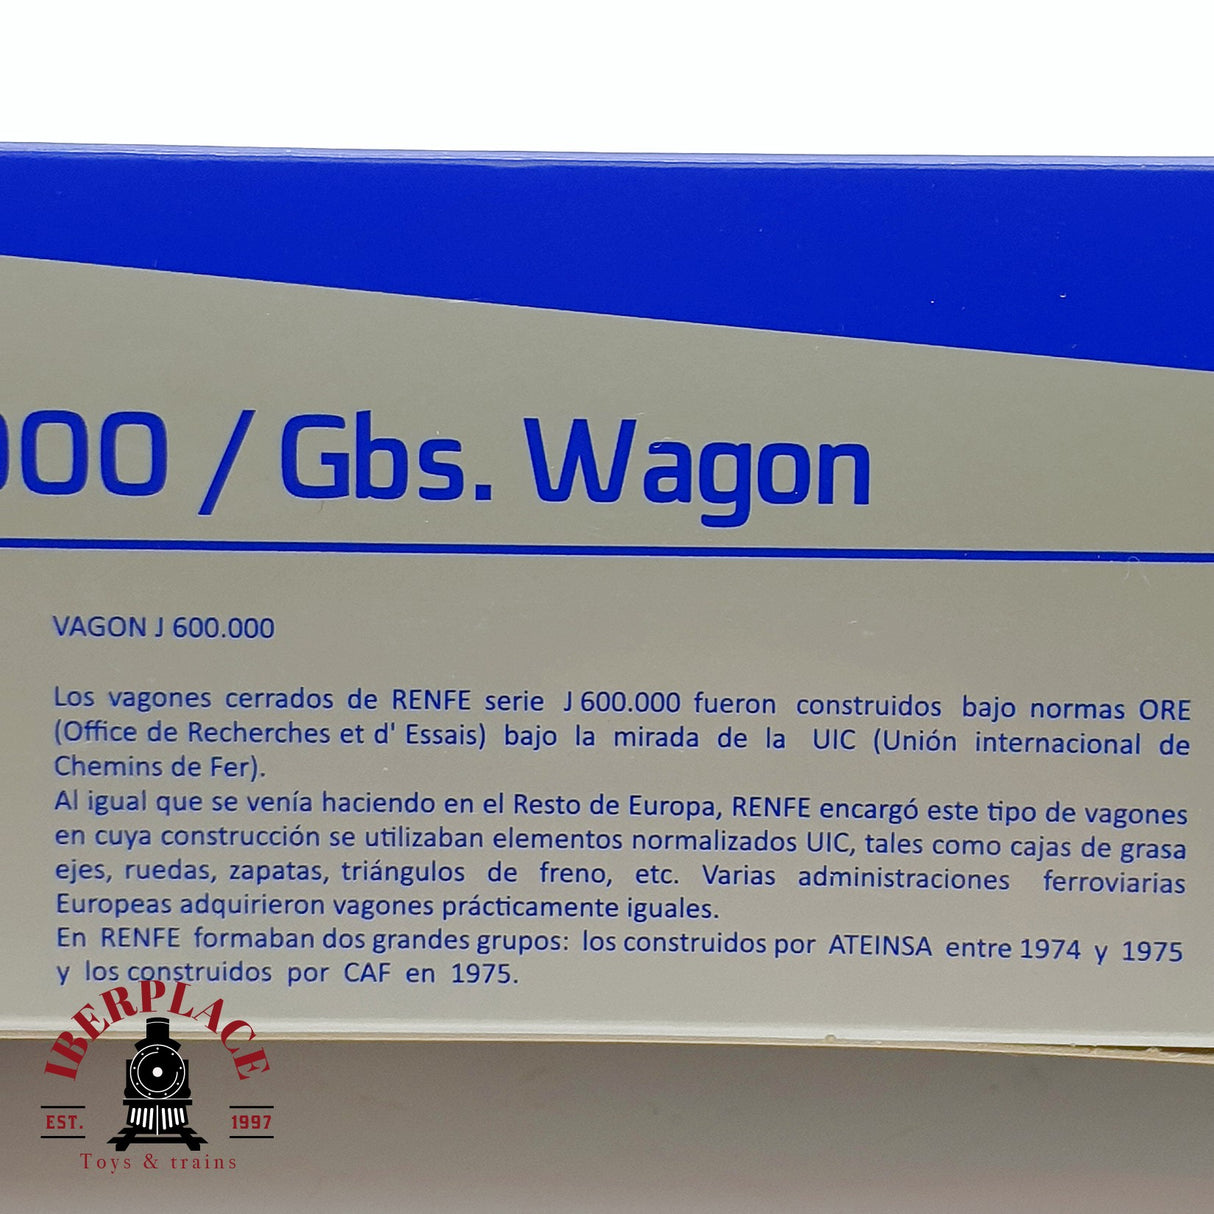 000 / Gbs. Wagon
VAGON J 600.000
Los vagones cerrados de RENFE serie J 600.000 fueron construidos bajo normas ORE
(Office de Recherches et d' Essais) bajo la mirada de la UIC (Unión internacional de
Chemins de Fer).
Al igual que se venía haciendo en el Resto de Europa, RENFE encargó este tipo de vagones
en cuya construcción se utilizaban elementos normalizados UIC, tales como cajas de grasa
ejes, ruedas, zapatas, triángulos de freno, etc. Varias administraciones ferroviarias
Europeas adquirieron vagones prácticamente iguales.
En RENFE formaban dos grandes grupos: los construidos por ATEINSA entre 1974 y 1975
y los construidos por CAF en 1975.
IBERPLACE
EST. 1997
Toys & trains